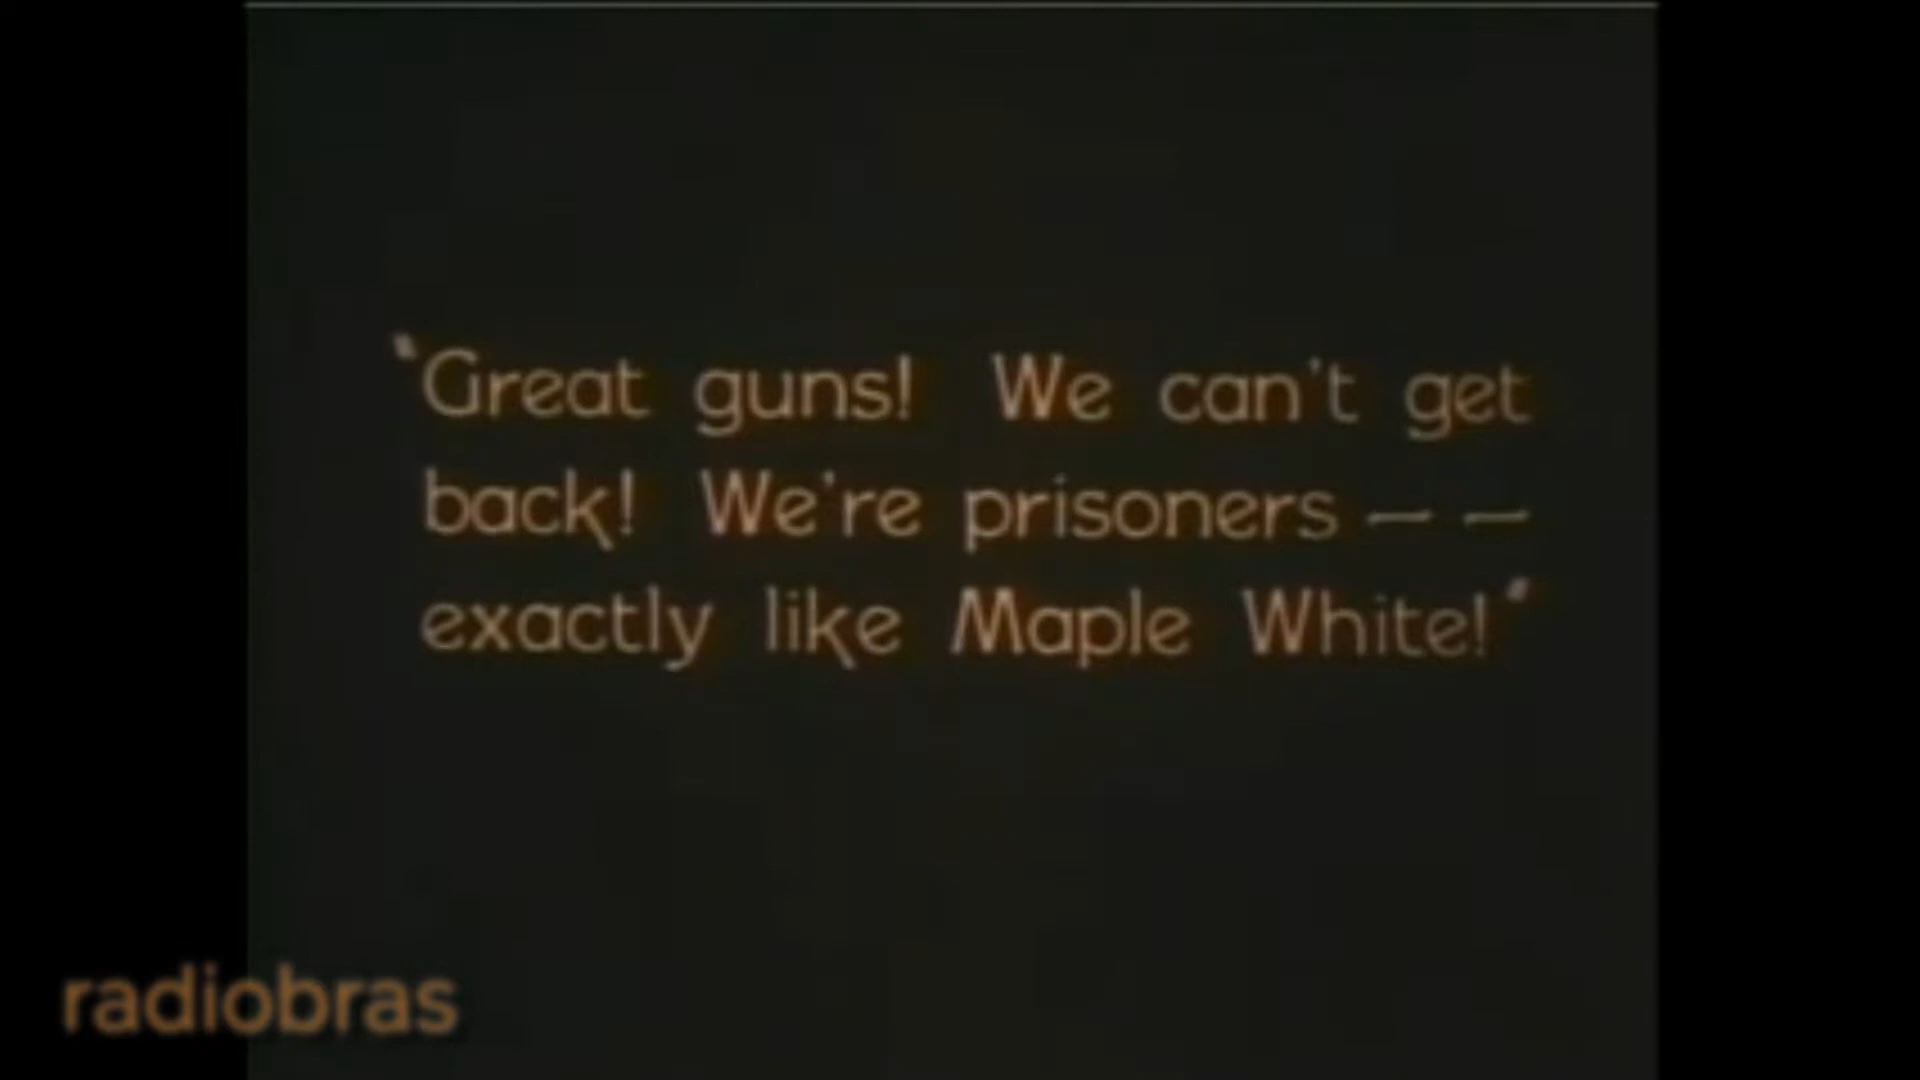 "Great guns! We can't get
back! We're prisoners — —
exactly like Maple White!"
radiobras